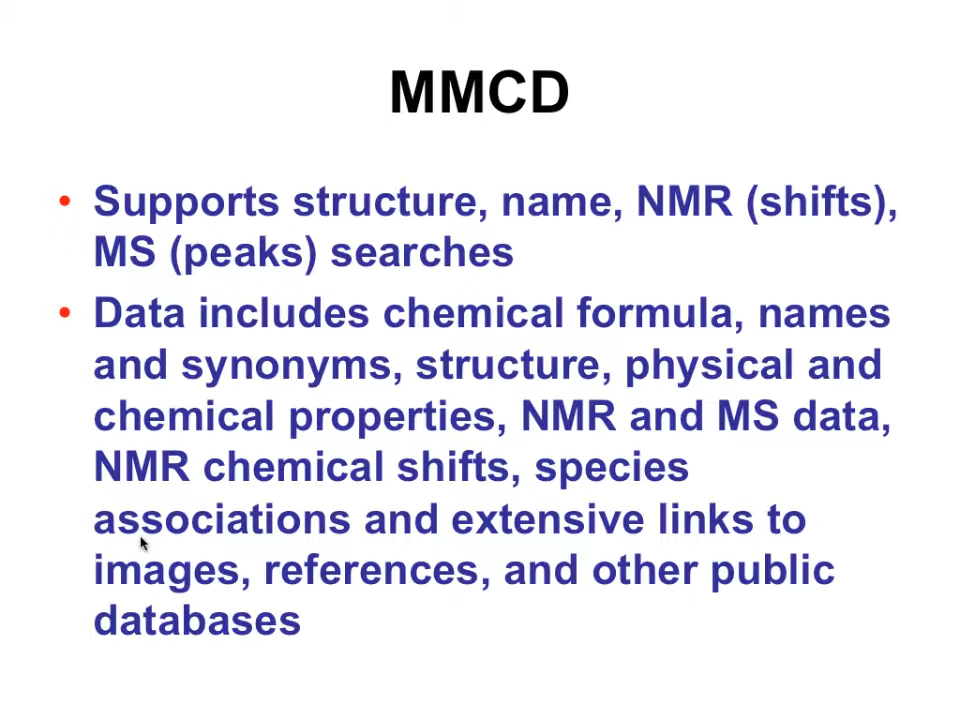 MMCD
• Supports structure, name, NMR (shifts),
MS (peaks) searches
• Data includes chemical formula, names
and synonyms, structure, physical and
chemical properties, NMR and MS data,
NMR chemical shifts, species
associations and extensive links to
images, references, and other public
databases